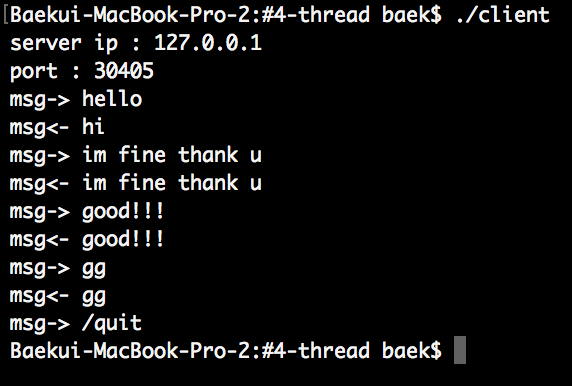 [Baekui-MacBook-Pro-2:#4-thread baek$ ./client
server ip : 127.0.0.1
port : 30405
msg-> hello
msg<- hi
msg-> im fine thank u
msg<- im fine thank u
msg-> good!!!
msg<- good!!!
msg-> gg
msg<- gg
msg-> /quit
Baekui-MacBook-Pro-2:#4-thread baek$